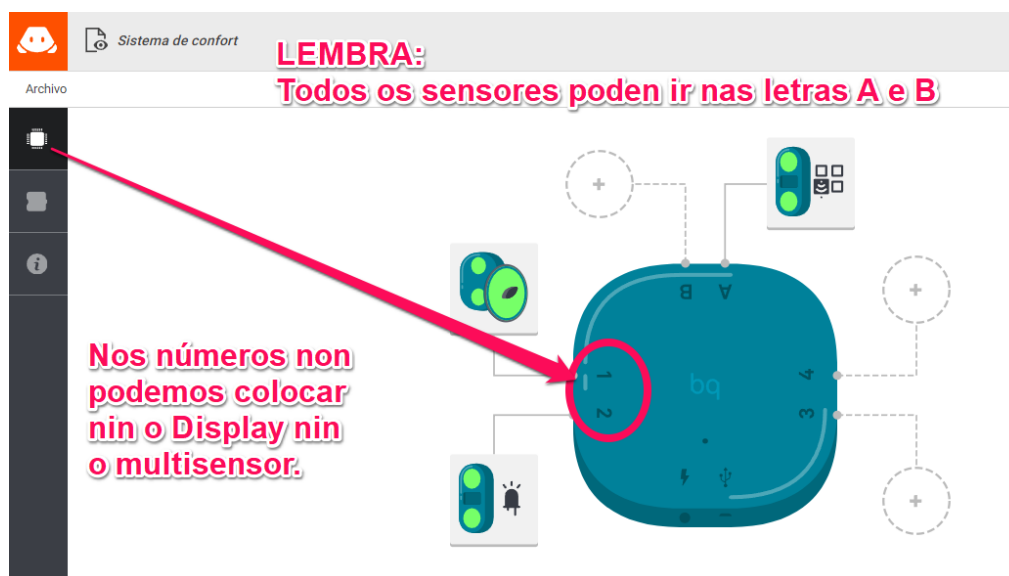 Sistema de confort
LEMBRA:
Todos os sensores poden ir nas letras A e B
Archivo
B A
1
2
bq
4
3
Nos números non
podemos colocar
nin o Display nin
o multisensor.